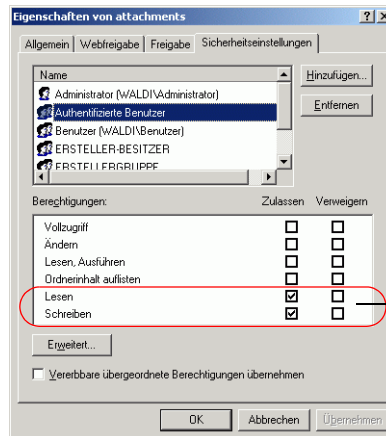 Eigenschaften von attachments
Allgemein Webfreigabe Freigabe Sicherheitseinstellungen
Name
Hinzufügen...
Administrator (WALDI\Administrator)
Authentifizierte Benutzer
Entfernen
Benutzer (WALDI\Benutzer)
ERSTELLER-BESITZER
ERSTELLERGRUPPE
Berechtigungen: Zulassen Verweigern
Vollzugriff
Ändern
Lesen, Ausführen
Ordnerinhalt auflisten
Lesen
Schreiben
Erweitert...
Vererbbare übergeordnete Berechtigungen übernehmen
OK Abbrechen Übernehmen